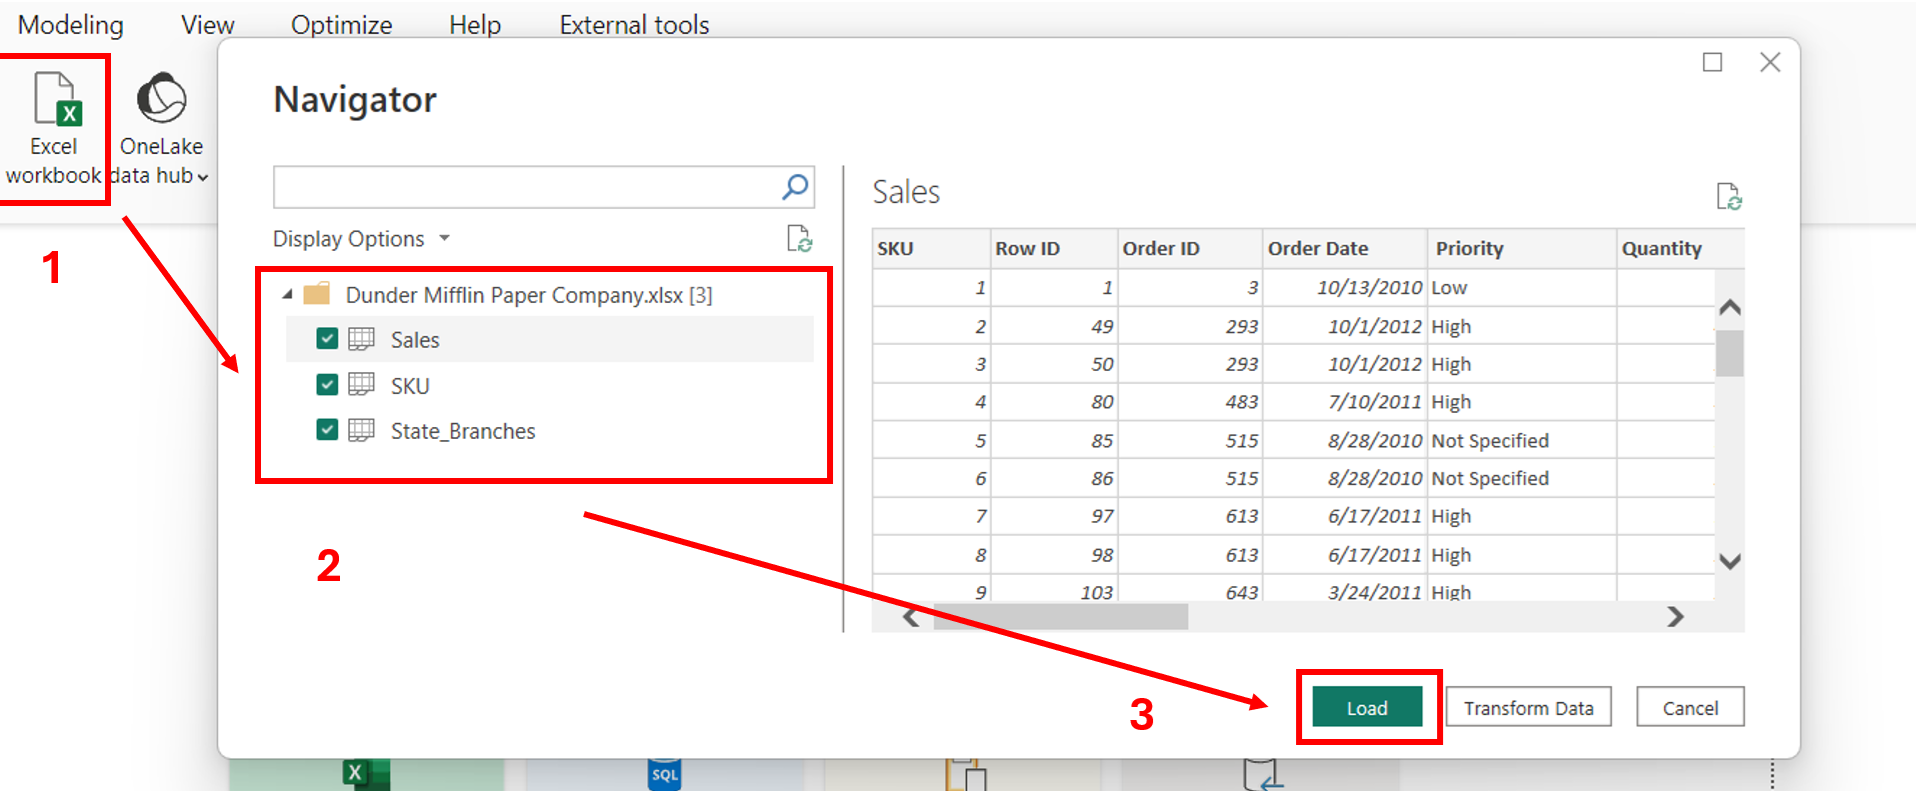 Modeling View Optimize Help External tools
Excel
workbook
OneLake
data hub
1
Navigator
Display Options
Dunder Mifflin Paper Company.xlsx [3]
Sales
SKU
State_Branches
2
Sales
SKU Row ID Order ID Order Date Priority Quantity
1 1 3 10/13/2010 Low
2 49 293 10/1/2012 High
3 50 293 10/1/2012 High
4 80 483 7/10/2011 High
5 85 515 8/28/2010 Not Specified
6 86 515 8/28/2010 Not Specified
7 97 613 6/17/2011 High
8 98 613 6/17/2011 High
9 103 643 3/24/2011 High
3
Load Transform Data Cancel
X
SQL